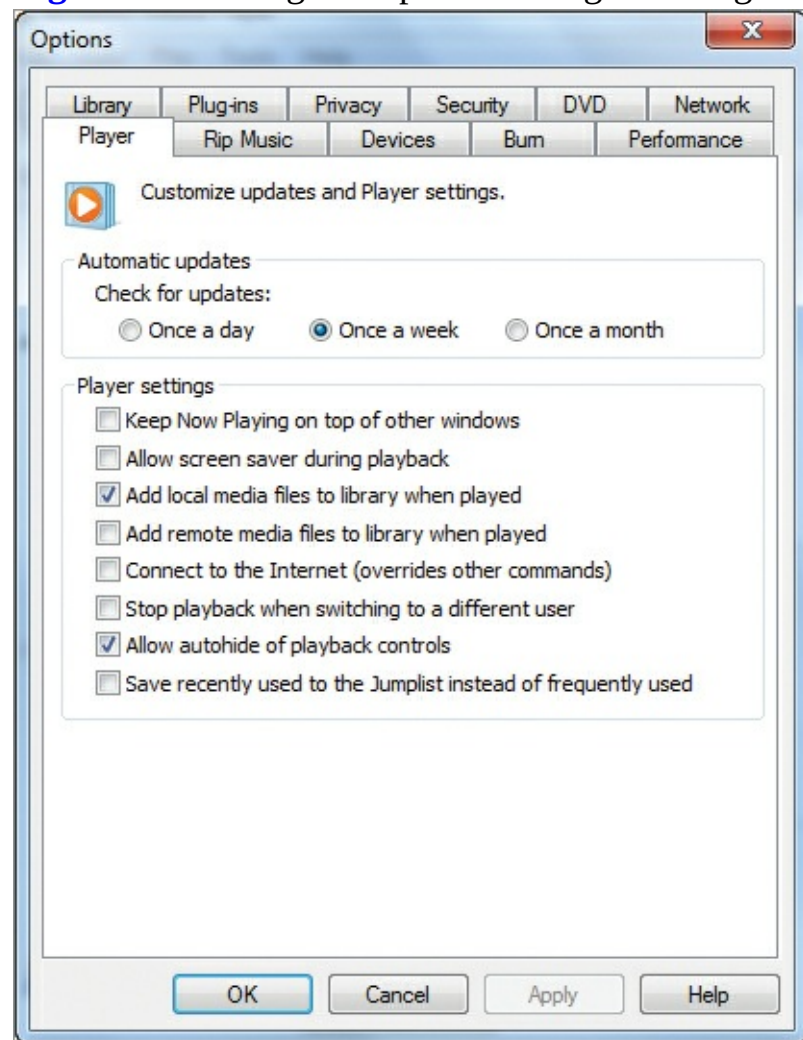 Options
Library Plug-ins Privacy Security DVD Network
Player Rip Music Devices Burn Performance
Customize updates and Player settings.
Automatic updates
Check for updates:
Once a day Once a week Once a month
Player settings
Keep Now Playing on top of other windows
Allow screen saver during playback
Add local media files to library when played
Add remote media files to library when played
Connect to the Internet (overrides other commands)
Stop playback when switching to a different user
Allow autohide of playback controls
Save recently used to the Jumplist instead of frequently used
OK Cancel Apply Help